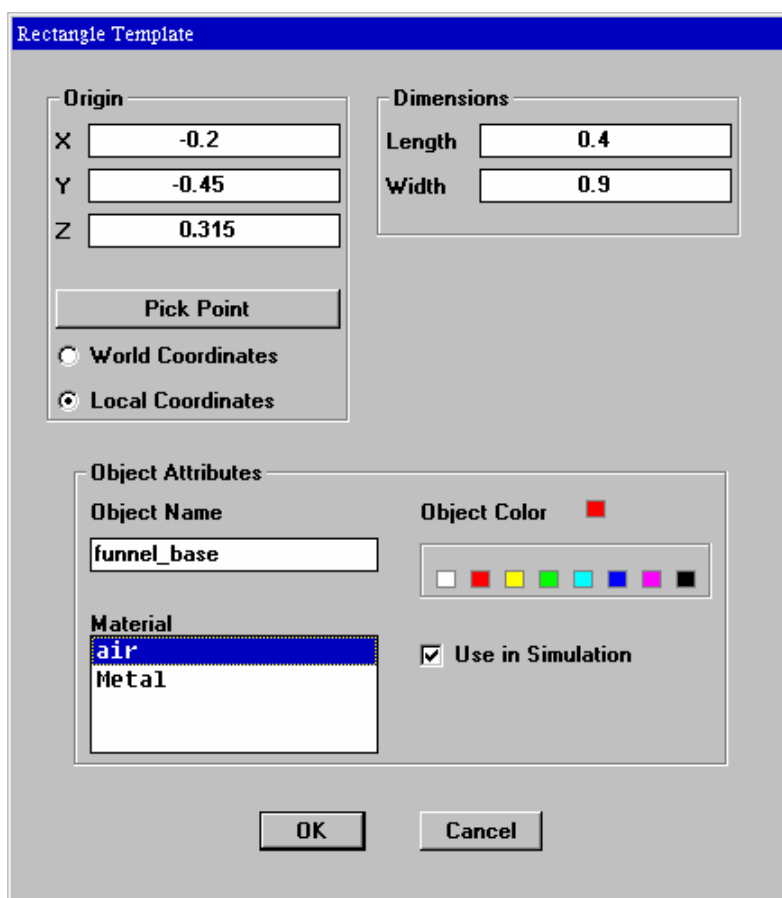 Rectangle Template
Origin
X -0.2
Y -0.45
Z 0.315
Pick Point
World Coordinates
Local Coordinates
Dimensions
Length 0.4
Width 0.9
Object Attributes
Object Name
funnel_base
Material
air
Metal
Object Color
Use in Simulation
OK
Cancel